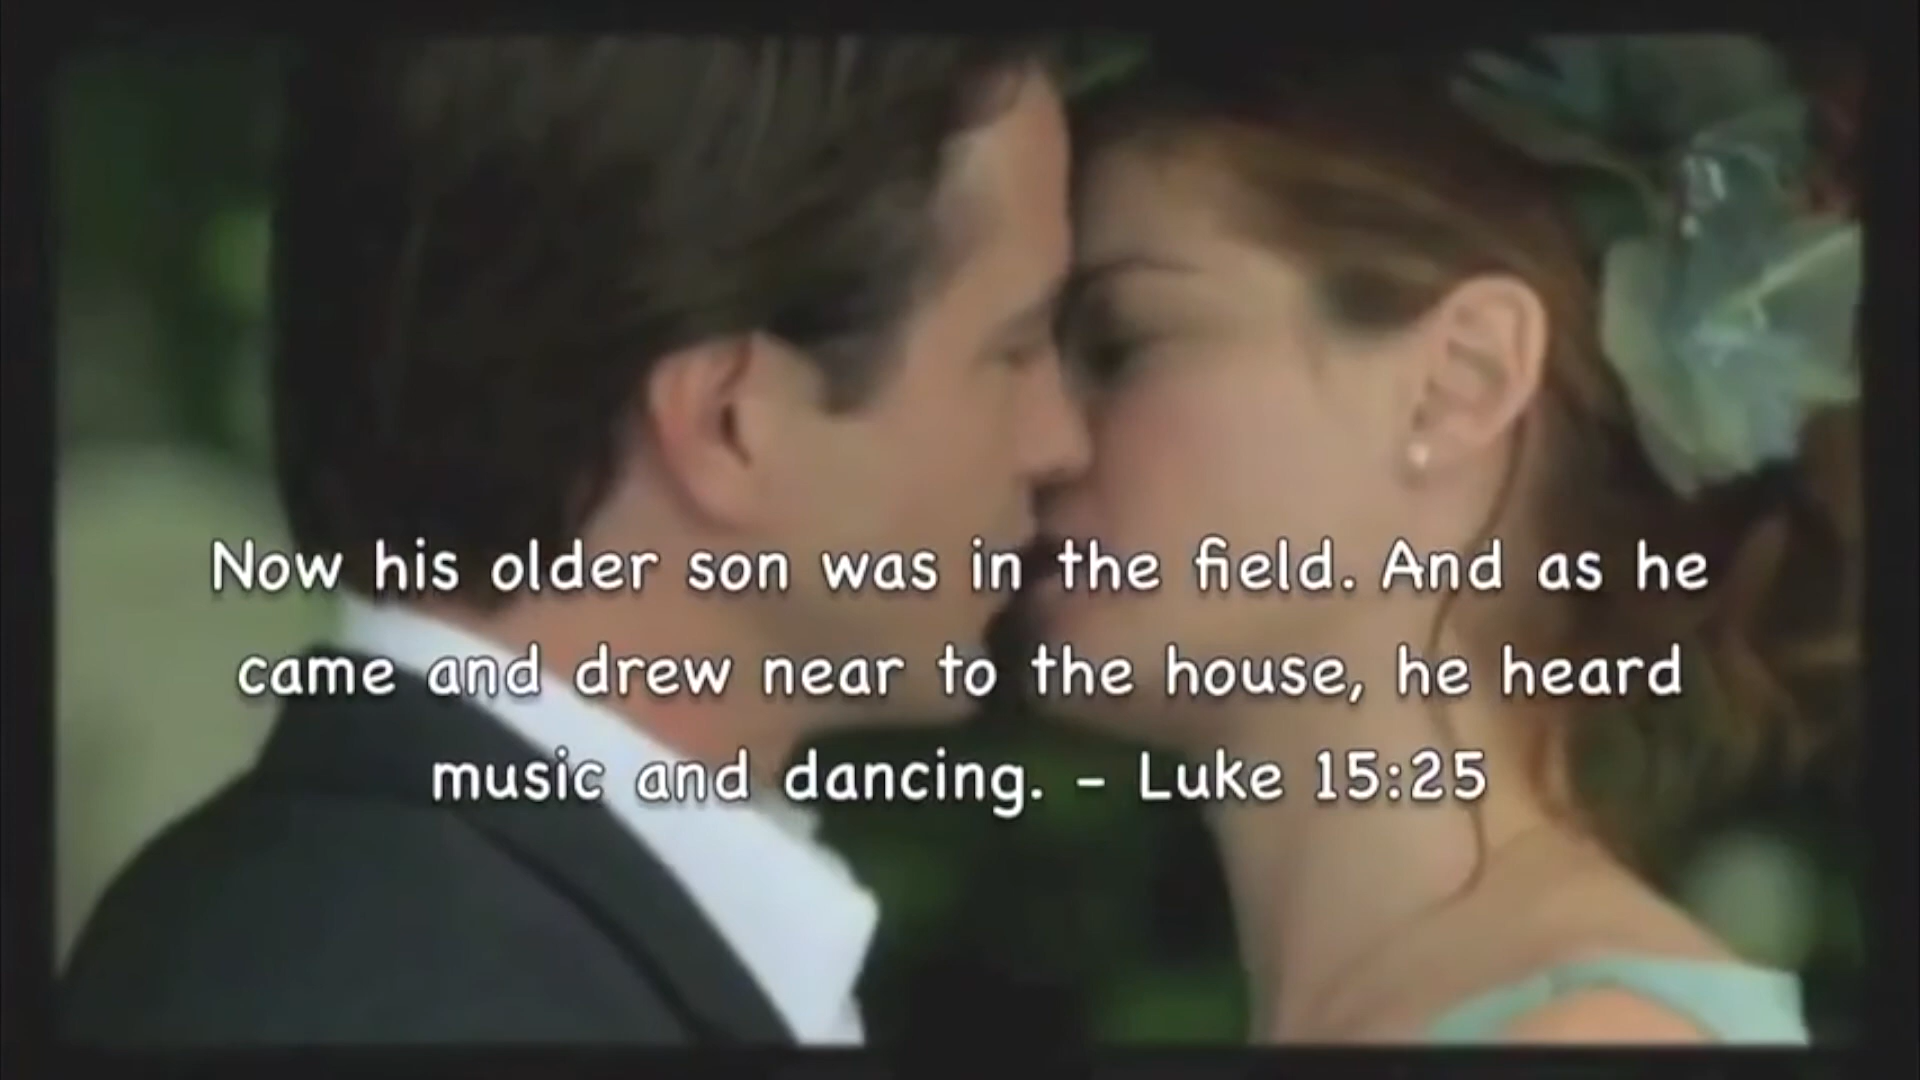 Now his older son was in the field. And as he
came and drew near to the house, he heard
music and dancing. - Luke 15:25